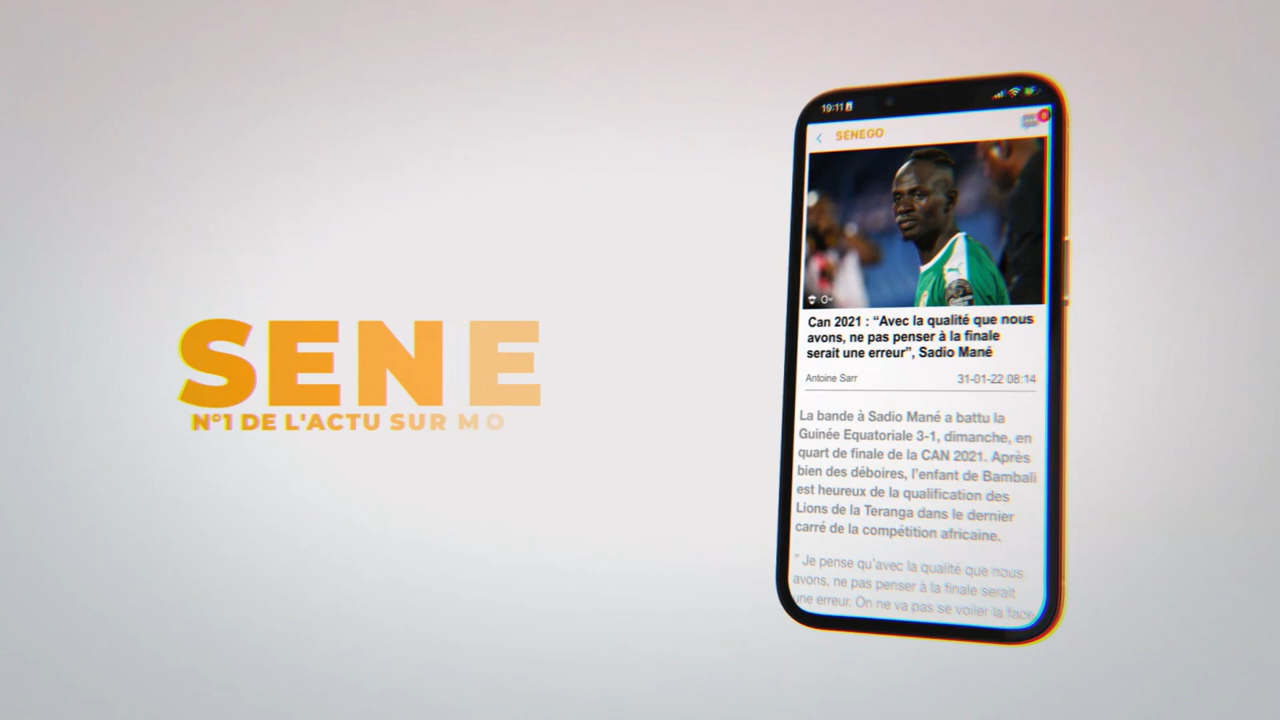 SENE
N°1 DE L'ACTU SUR MO
19:11
SENEGO
Can 2021 : “Avec la qualité que nous
avons, ne pas penser à la finale
serait une erreur”, Sadio Mané
Antoine Sarr
31-01-22 08:14
La bande à Sadio Mané a battu la
Guinée Equatoriale 3-1, dimanche, en
quart de finale de la CAN 2021. Après
bien des déboires, l'enfant de Bambali
est heureux de la qualification des
Lions de la Teranga dans le dernier
carré de la compétition africaine.
" Je pense qu'avec la qualité que nous
avons, ne pas penser à la finale serait
une erreur. On ne va pas se voiler la face